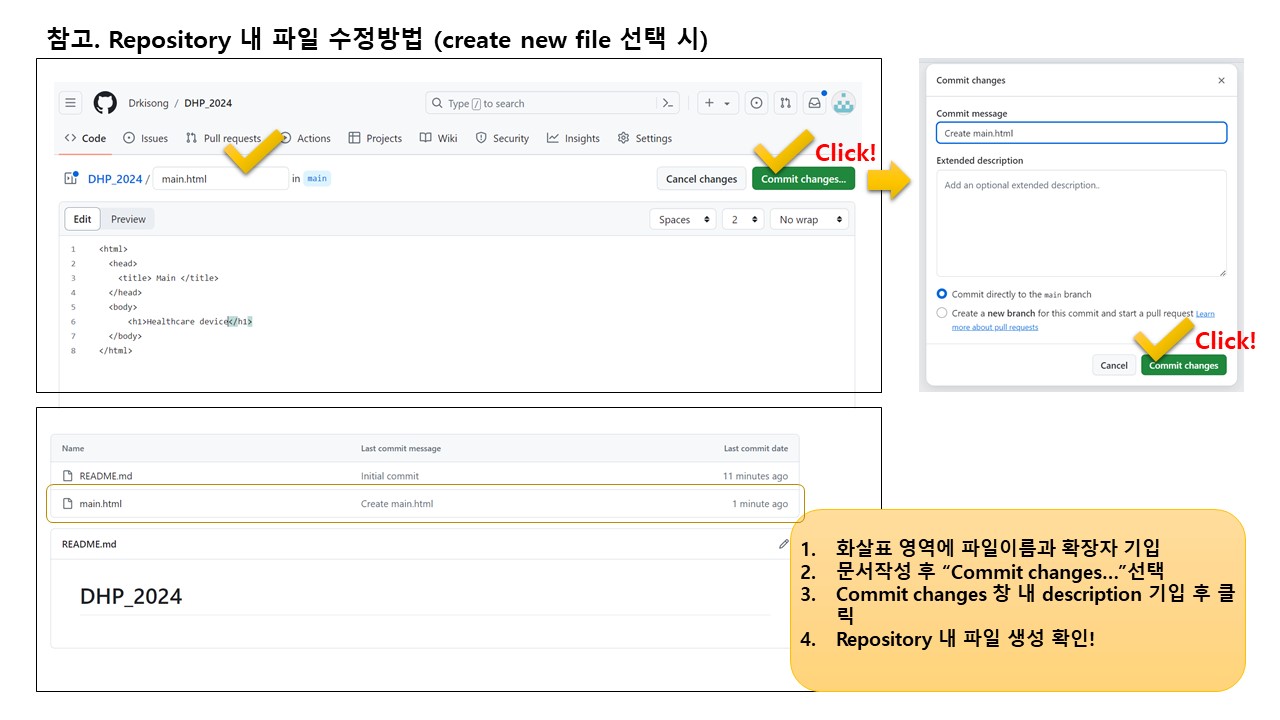 참고. Repository 내 파일 수정방법 (create new file 선택 시)
Drkisong / DHP_2024
Type / to search
Code Issues Pull requests Actions Projects Wiki Security Insights Settings
Click!
DHP_2024 / main.html in main
Cancel changes Commit changes...
Edit Preview
Spaces 2 No wrap
1 <html>
2 <head>
3 <title> Main </title>
4 </head>
5 <body>
6 <h1>Healthcare device</h1>
7 </body>
8 </html>
Commit changes
Commit message
Create main.html
Extended description
Add an optional extended description..
Commit directly to the main branch
Create a new branch for this commit and start a pull request Learn
more about pull requests
Click!
Cancel Commit changes
Name Last commit message Last commit date
README.md Initial commit 11 minutes ago
main.html Create main.html 1 minute ago
README.md
DHP_2024
1. 화살표 영역에 파일이름과 확장자 기입
2. 문서작성 후 “Commit changes…”선택
3. Commit changes 창 내 description 기입 후 클
릭
4. Repository 내 파일 생성 확인!